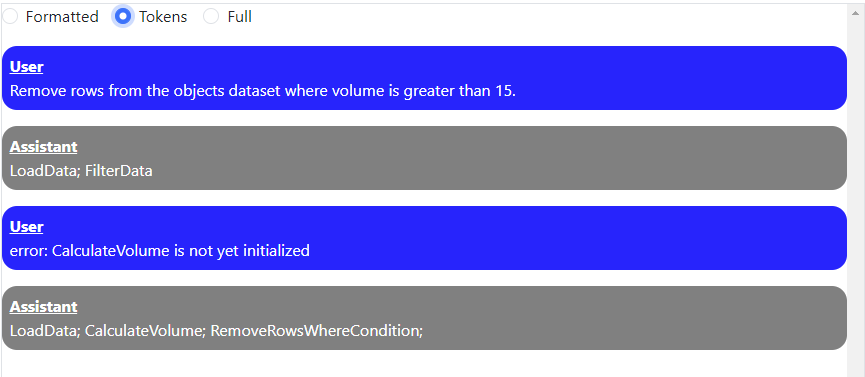 Formatted Tokens Full
User
Remove rows from the objects dataset where volume is greater than 15.
Assistant
LoadData; FilterData
User
error: CalculateVolume is not yet initialized
Assistant
LoadData; CalculateVolume; RemoveRowsWhereCondition;